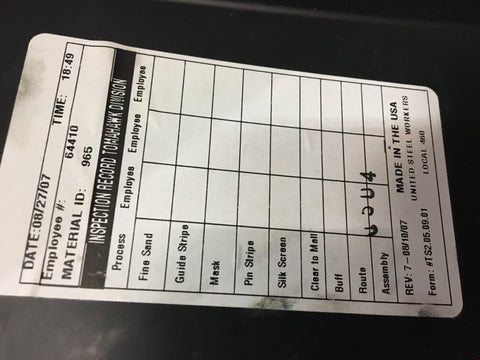 DATE:08/27/07 TIME: 18:49
Employee #: 64410
MATERIAL ID: 965
INSPECTION RECORD TOMAHAWK DIVISION
Process Employee Employee Employee
Fine Sand
Guide Stripe
Mask
Pin Stripe
Silk Screen
Clear to Mall
Buff
Route
Assembly
REV: 7-08/10/07 MADE IN THE USA
UNITED STEEL WORKERS
Form: #TS2.05.09.01 LOCAL 460